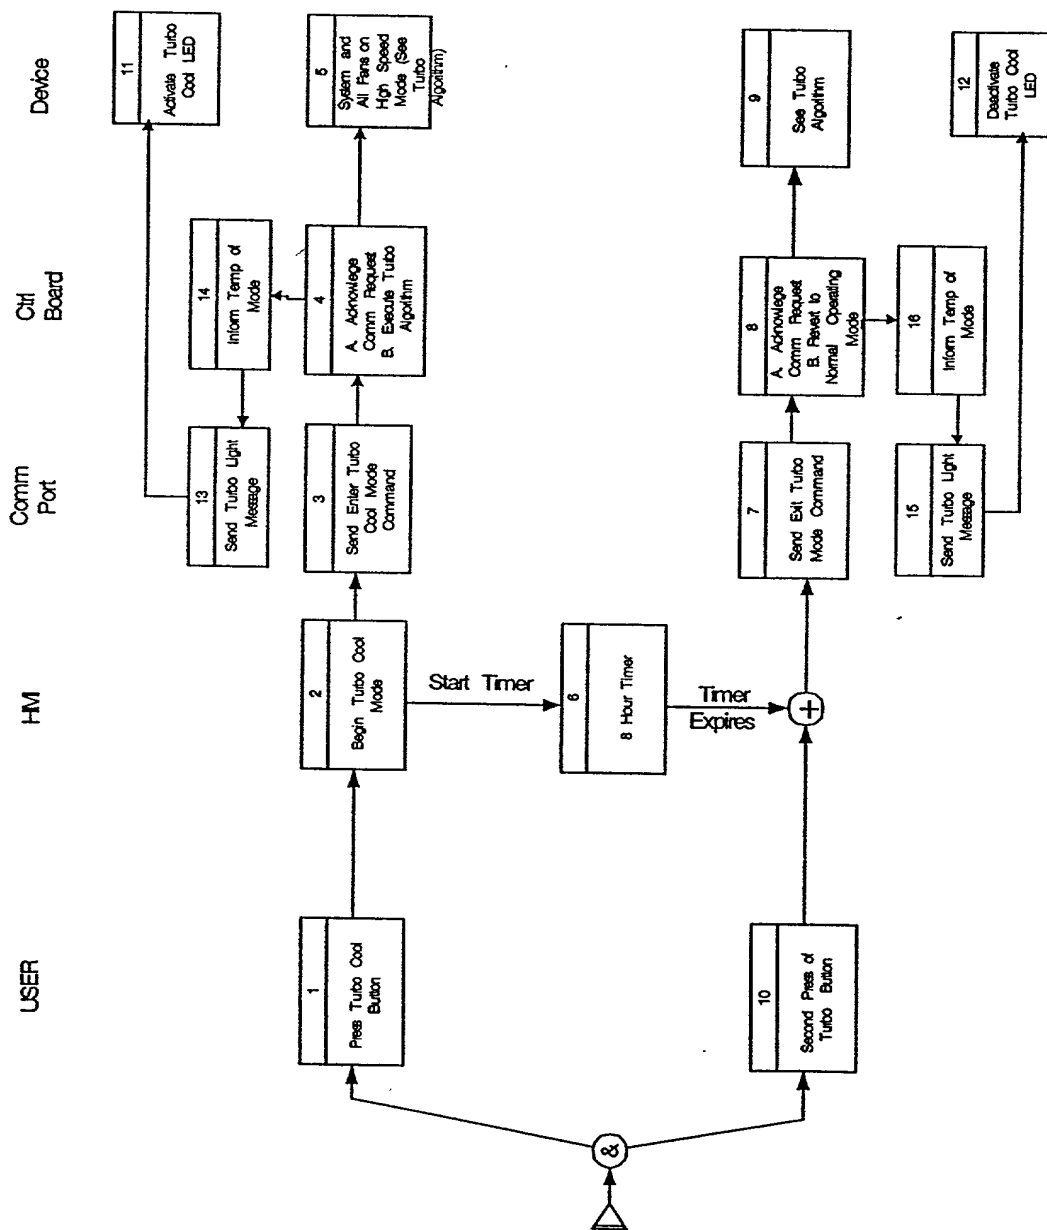 USER
HM
Comm
Port
Ctrl
Board
Device
11
Activate Turbo
Cool LED
14
Inform Temp of
Mode
13
Send Turbo Light
Message
1
Press Turbo Cool
Button
2
Begin Turbo Cool
Mode
3
Send Enter Turbo
Cool Mode
Command
4
A. Acknowlege
Comm Request
B. Execute Turbo
Algorithm
5
System and
All Fans on
High Speed
Mode (See
Turbo
Algorithm)
Start Timer
6
8 Hour Timer
Timer
Expires
&
+
10
Second Press of
Turbo Button
7
Send Exit Turbo
Mode Command
8
A. Acknowlege
Comm Request
B. Revert to
Normal Operating
Mode
9
See Turbo
Algorithm
16
Inform Temp of
Mode
15
Send Turbo Light
Message
12
Deactivate
Turbo Cool
LED